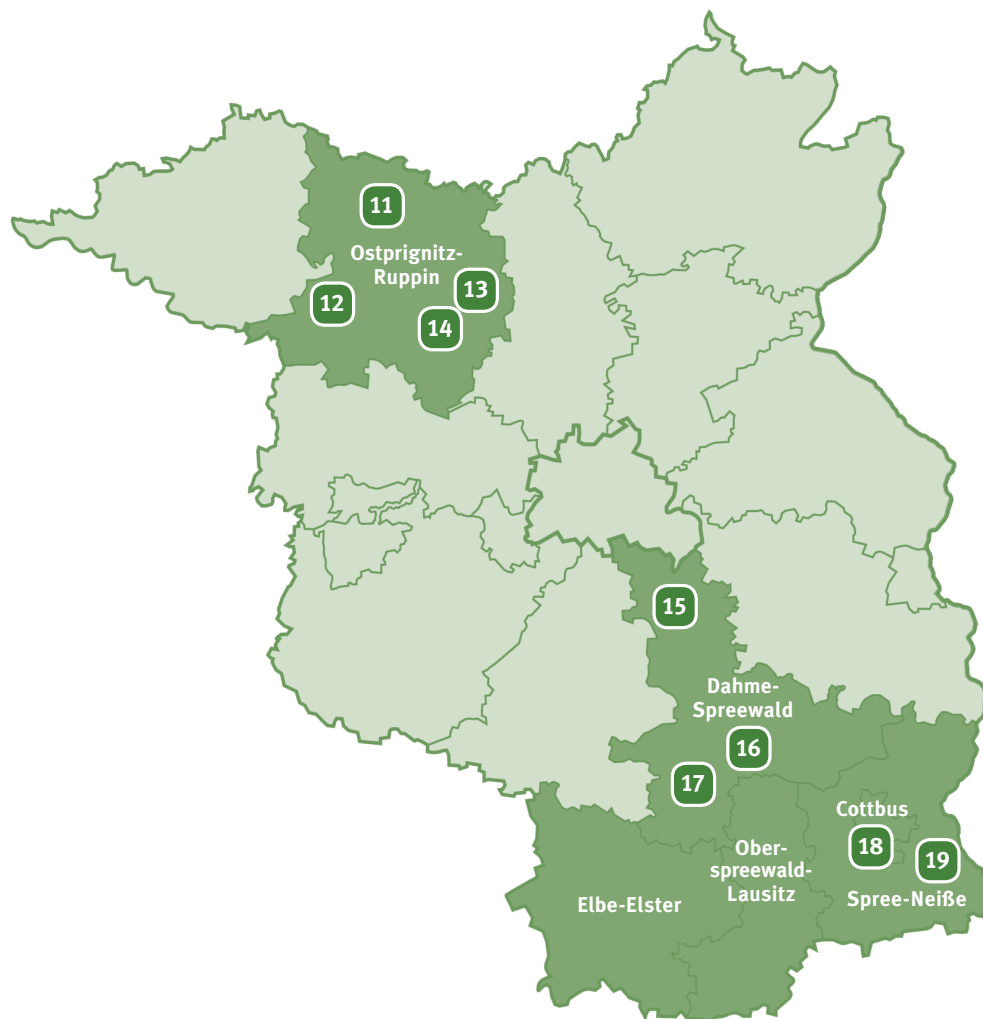 11
Ostprignitz-
Ruppin
13
12
14
15
Dahme-
Spreewald
16
17
Cottbus
18
19
Ober-
spreewald-
Lausitz
Elbe-Elster
Spree-Neiße